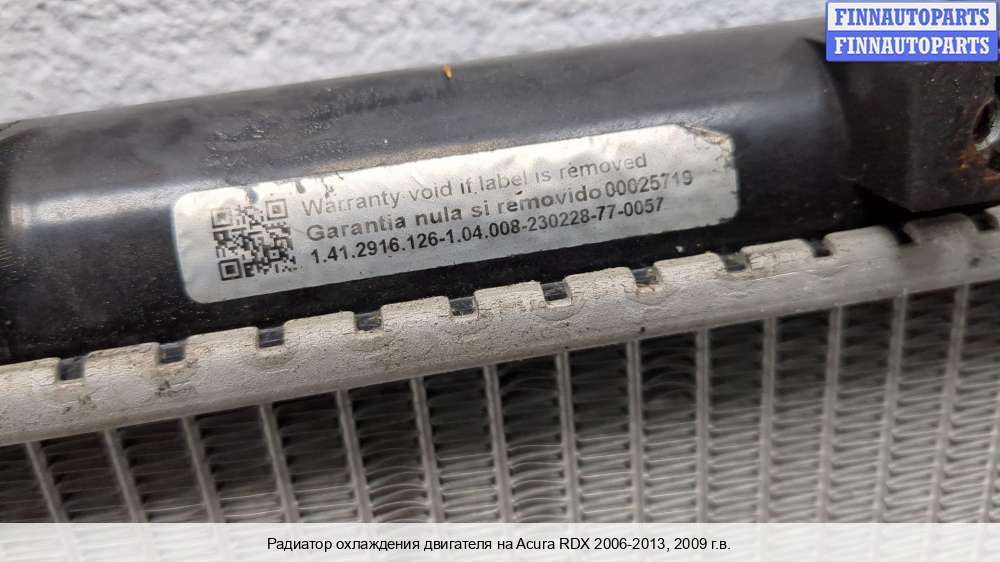 FINNAUTOPARTS
FINNAUTOPARTS
Warranty void if label is removed
Garantia nula si removido 00025719
1.41.2916.126-1.04.008-230228-77-0057
Радиатор охлаждения двигателя на Acura RDX 2006-2013, 2009 г.в.